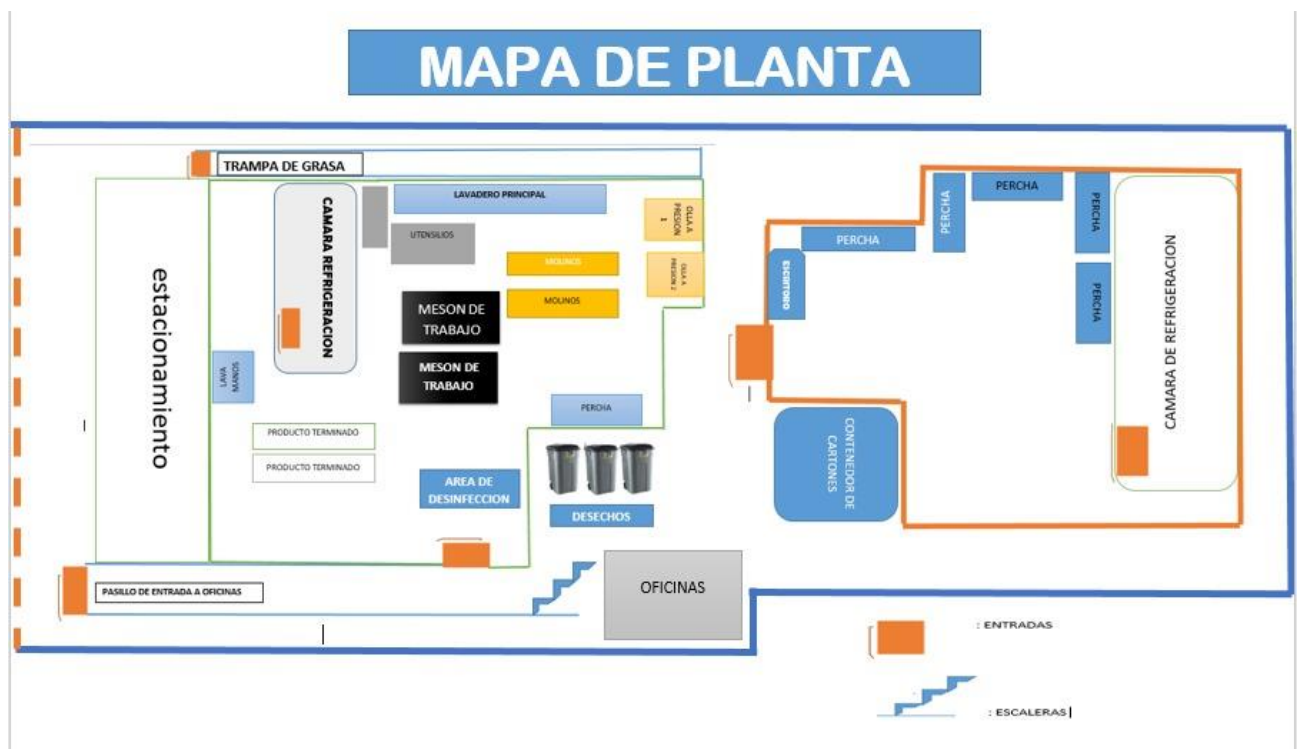 MAPA DE PLANTA
TRAMPA DE GRASA
estacionamiento
CAMARA REFRIGERACION
LAVADERO PRINCIPAL
UTENSILIOS
OLLA A
PRESION
1
OLLA A
PRESION 2
MOLINOS
MOLINOS
MESON DE
TRABAJO
MESON DE
TRABAJO
LAVA
MANOS
PRODUCTO TERMINADO
PRODUCTO TERMINADO
PERCHA
AREA DE
DESINFECCION
DESECHOS
PASILLO DE ENTRADA A OFICINAS
OFICINAS
PERCHA
PERCHA
PERCHA
PERCHA
PERCHA
ESCRITORO
CAMARA DE REFRIGERACION
CONTENEDOR DE
CARTONES
: ENTRADAS
: ESCALERAS